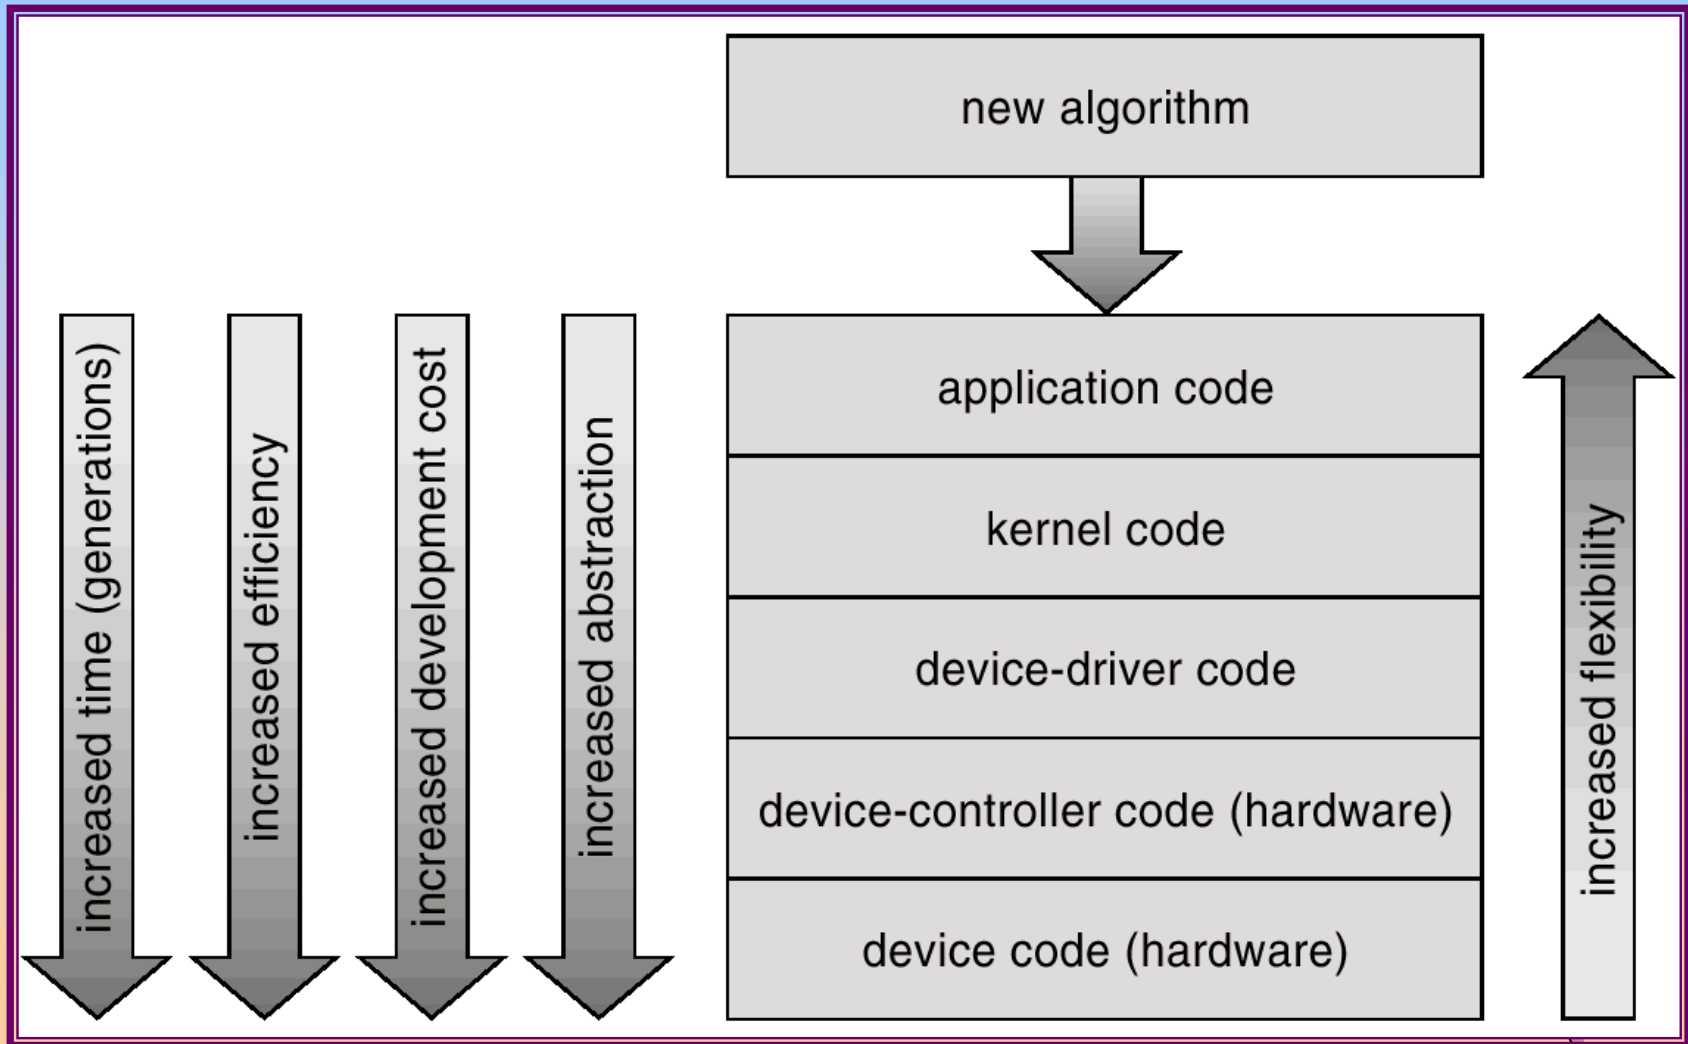 new algorithm
increased time (generations)
increased efficiency
increased development cost
increased abstraction
application code
kernel code
device-driver code
device-controller code (hardware)
device code (hardware)
increased flexibility